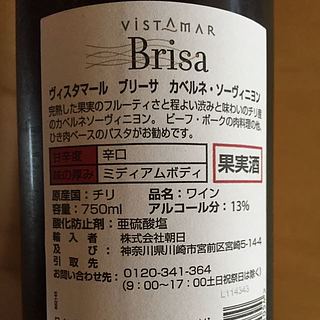 VISTAMAR
Brisa
ヴィスタマール ブリーサ カベルネ・ソーヴィニヨン
完熟した果実のフルーティさと程よい渋みと味わいのチリ産
のカベルネソーヴィニヨン。 ビーフ・ポークの肉料理の他、
ひき肉ベースのパスタがお勧めです。
甘辛度 辛口
味の厚み ミディアムボディ
果実酒
原産国：チリ 品名：ワイン
容量：750ml アルコール分：13%
酸化防止剤：亜硫酸塩
輸入者 株式会社朝日
及び 神奈川県川崎市宮前区宮崎5-14-4
引取先
お問い合わせ先：0120-341-364
（9：00〜17：00土日祝祭日は除く）
L114343